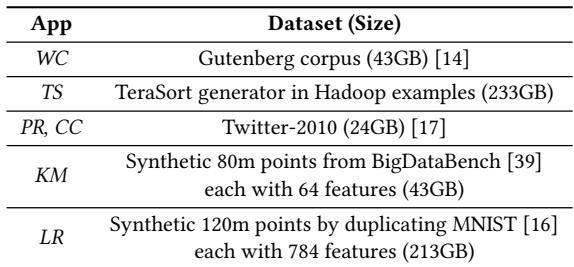 App Dataset (Size)
WC Gutenberg corpus (43GB) [14]
TS TeraSort generator in Hadoop examples (233GB)
PR, CC Twitter-2010 (24GB) [17]
KM Synthetic 80m points from BigDataBench [39]
each with 64 features (43GB)
LR Synthetic 120m points by duplicating MNIST [16]
each with 784 features (213GB)